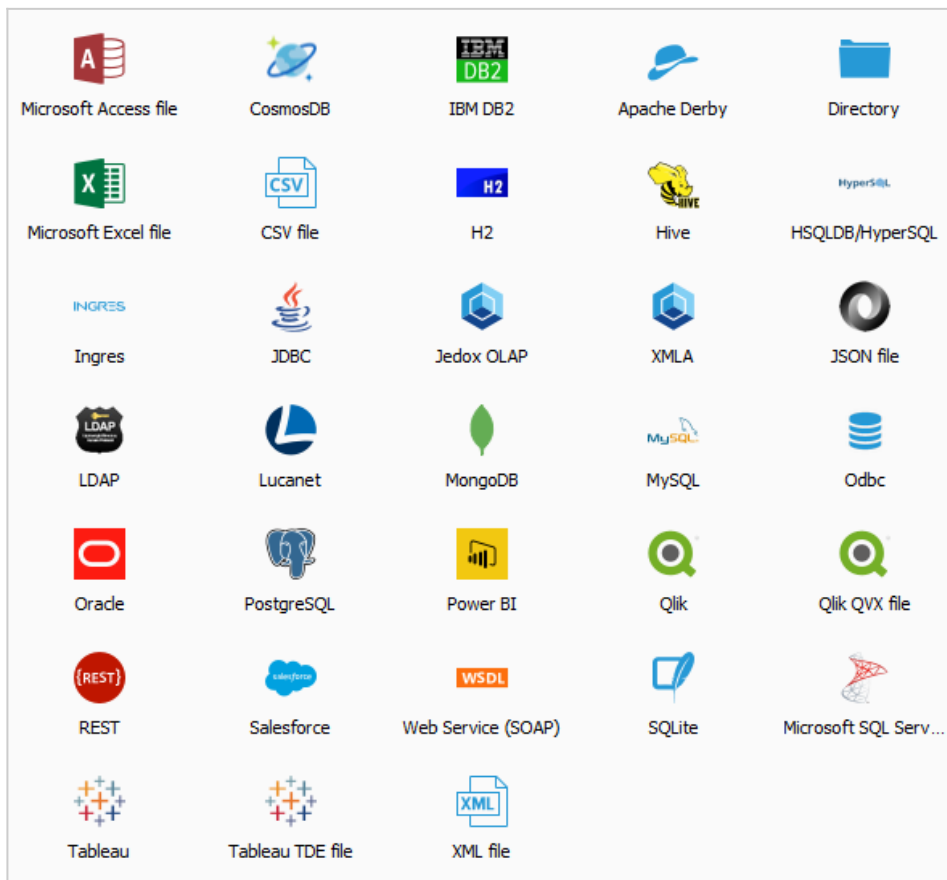 A
IBM
DB2
Microsoft Access file
CosmosDB
IBM DB2
Apache Derby
Directory
X
CSV
H2
HIVE
HyperSQL
Microsoft Excel file
CSV file
H2
Hive
HSQLDB/HyperSQL
INGRES
Ingres
JDBC
Jedox OLAP
XMLA
JSON file
LDAP
MySQL
LDAP
Lucanet
MongoDB
MySQL
Odbc
Oracle
PostgreSQL
Power BI
Qlik
Qlik QVX file
{REST}
salesforce
WSDL
REST
Salesforce
Web Service (SOAP)
SQLite
Microsoft SQL Serv...
XML
Tableau
Tableau TDE file
XML file